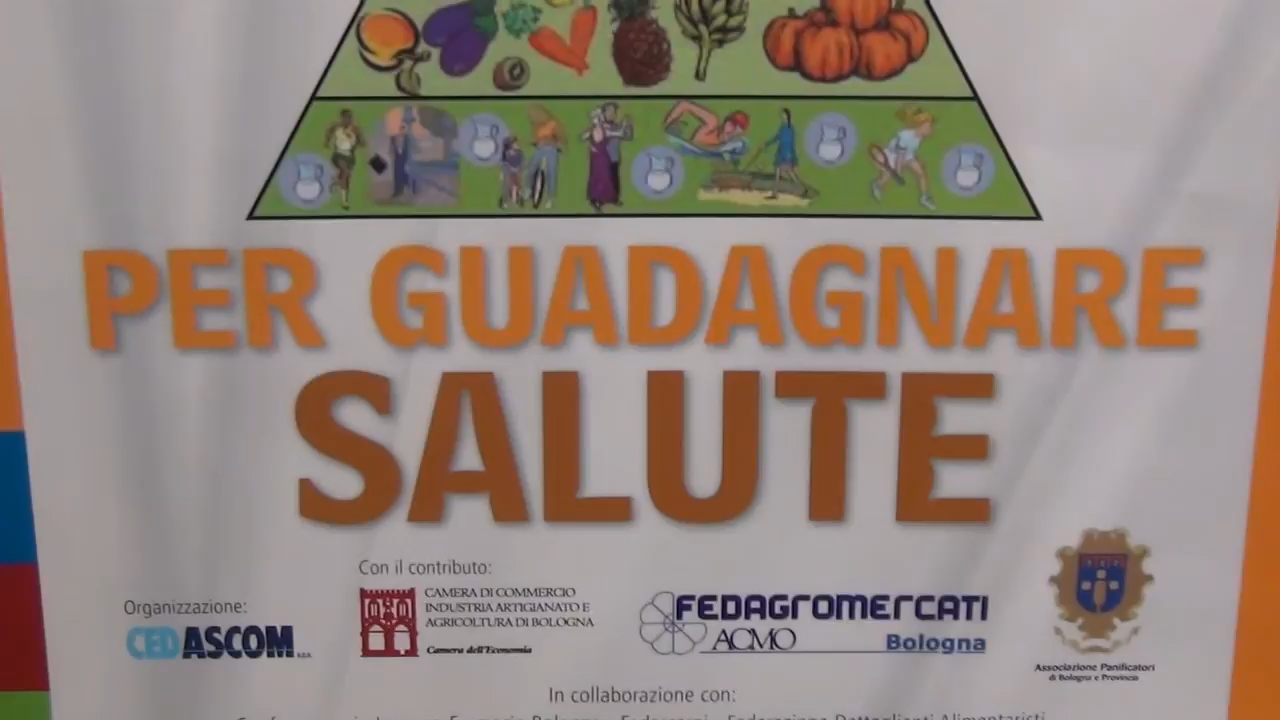 PER GUADAGNARE
SALUTE
Con il contributo:
Organizzazione:
CEDASCOM
CAMERA DI COMMERCIO
INDUSTRIA ARTIGIANATO E
AGRICOLTURA DI BOLOGNA
Camera dell'Economia
FEDAGROMERCATI
ACMO Bologna
Associazione Panificatori
di Bologna e Provincia
In collaborazione con: